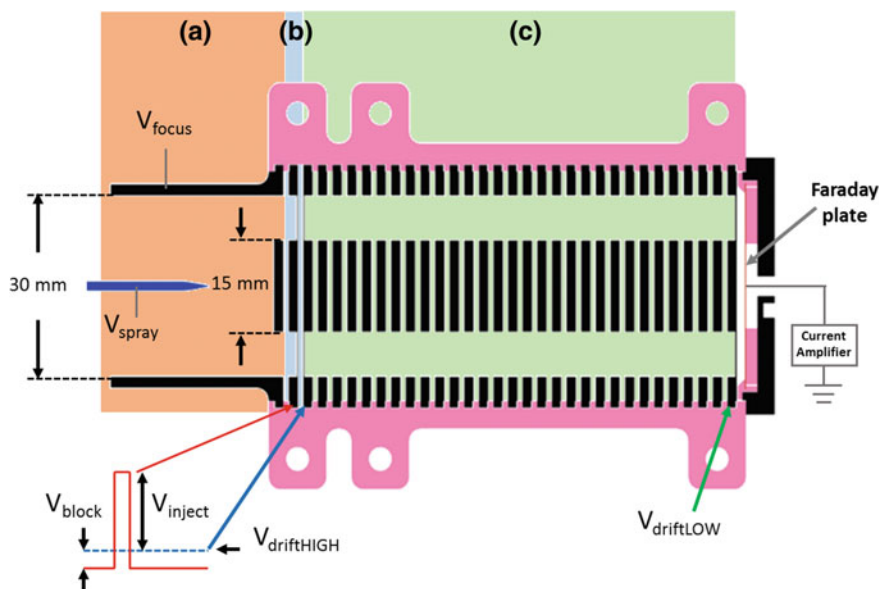 (a)
(b)
(c)
Vfocus
Faraday
plate
30 mm
15 mm
Vspray
Current
Amplifier
Vblock
Vinject
VdriftHIGH
VdriftLOW